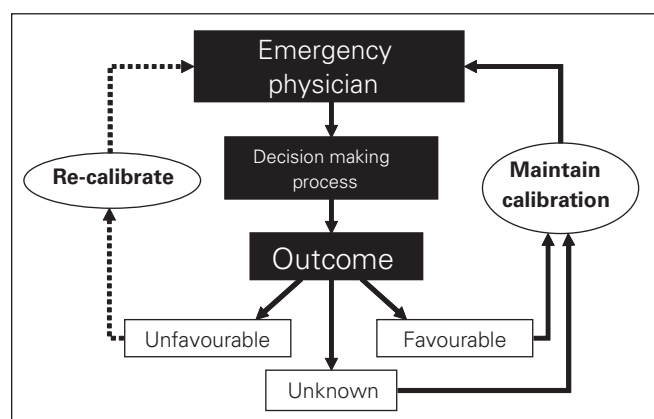 Emergency
physician
Decision making
process
Re-calibrate
Maintain
calibration
Outcome
Unfavourable
Favourable
Unknown